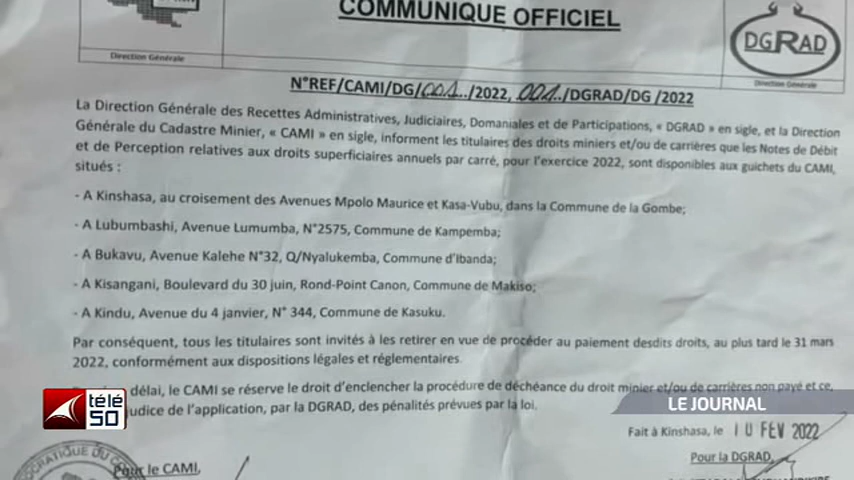 COMMUNIQUE OFFICIEL
DGRAD
Direction Générale
Direction Générale
N°REF/CAMI/DG/001../2022, 001../DGRAD/DG /2022
La Direction Générale des Recettes Administratives, Judiciaires, Domaniales et de Participations, « DGRAD » en sigle, et la Direction
Générale du Cadastre Minier, « CAMI » en sigle, informent les titulaires des droits miniers et/ou de carrières que les Notes de Débit
et de Perception relatives aux droits superficiaires annuels par carré, pour l'exercice 2022, sont disponibles aux guichets du CAMI,
situés :
- A Kinshasa, au croisement des Avenues Mpolo Maurice et Kasa-Vubu, dans la Commune de la Gombe;
- A Lubumbashi, Avenue Lumumba, N°2575, Commune de Kampemba;
- A Bukavu, Avenue Kalehe N°32, Q/Nyalukemba, Commune d'Ibanda;
- A Kisangani, Boulevard du 30 juin, Rond-Point Canon, Commune de Makiso;
- A Kindu, Avenue du 4 janvier, N° 344, Commune de Kasuku.
Par conséquent, tous les titulaires sont invités à les retirer en vue de procéder au paiement desdits droits, au plus tard le 31 mars
2022, conformément aux dispositions légales et réglementaires.
délai, le CAMI se réserve le droit d'enclencher la procédure de déchéance du droit minier et/ou de carrières non payé et ce,
judice de l'application, par la DGRAD, des pénalités prévues par la loi.
télé
50
LE JOURNAL
Fait à Kinshasa, le 10 FEV 2022
Pour le CAMI,
Pour la DGRAD,